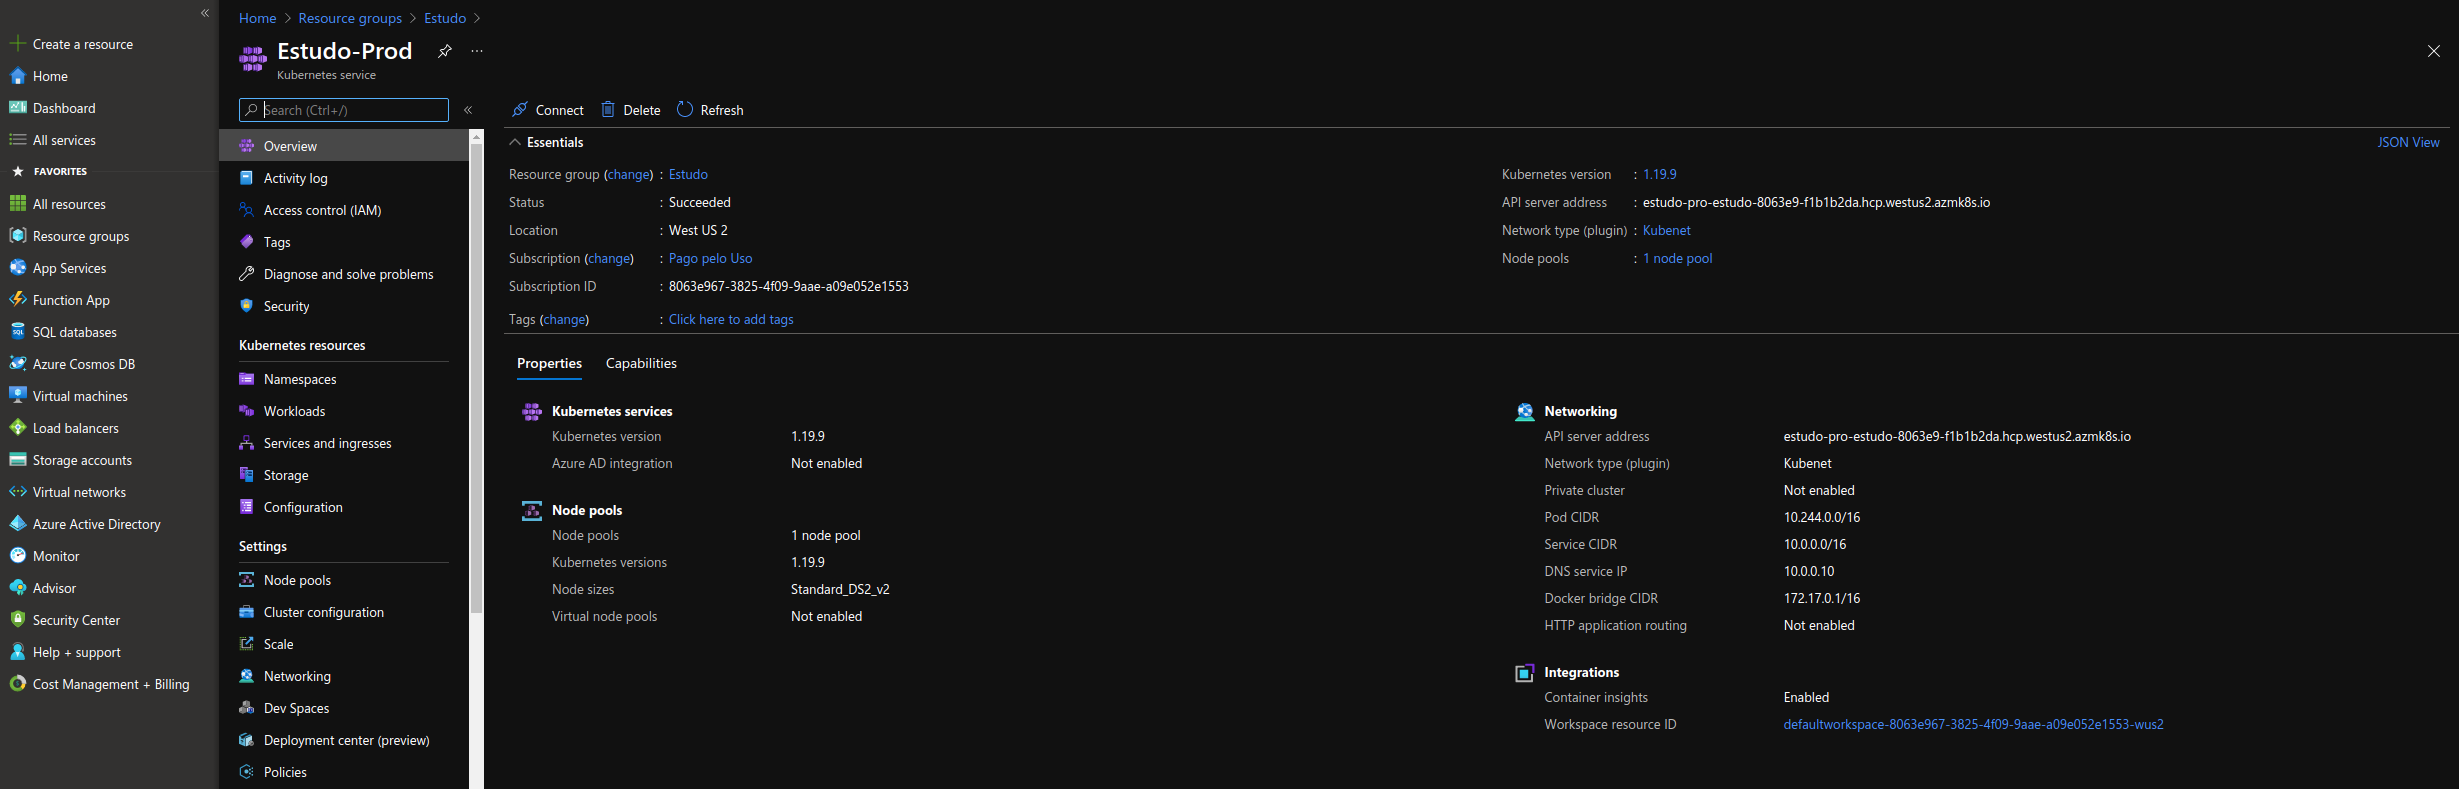 Create a resource
Home
Dashboard
All services
FAVORITES
All resources
Resource groups
App Services
Function App
SQL databases
Azure Cosmos DB
Virtual machines
Load balancers
Storage accounts
Virtual networks
Azure Active Directory
Monitor
Advisor
Security Center
Help + support
Cost Management + Billing
Home > Resource groups > Estudo >
Estudo-Prod
Kubernetes service
Search (Ctrl+/)
Overview
Activity log
Access control (IAM)
Tags
Diagnose and solve problems
Security
Kubernetes resources
Namespaces
Workloads
Services and ingresses
Storage
Configuration
Settings
Node pools
Cluster configuration
Scale
Networking
Dev Spaces
Deployment center (preview)
Policies
Connect Delete Refresh
Essentials
JSON View
Resource group (change) : Estudo
Status : Succeeded
Location : West US 2
Subscription (change) : Pago pelo Uso
Subscription ID : 8063e967-3825-4f09-9aae-a09e052e1553
Tags (change) : Click here to add tags
Kubernetes version : 1.19.9
API server address : estudo-pro-estudo-8063e9-f1b1b2da.hcp.westus2.azmk8s.io
Network type (plugin) : Kubenet
Node pools : 1 node pool
Properties Capabilities
Kubernetes services
Kubernetes version 1.19.9
Azure AD integration Not enabled
Node pools
Node pools 1 node pool
Kubernetes versions 1.19.9
Node sizes Standard_DS2_v2
Virtual node pools Not enabled
Networking
API server address estudo-pro-estudo-8063e9-f1b1b2da.hcp.westus2.azmk8s.io
Network type (plugin) Kubenet
Private cluster Not enabled
Pod CIDR 10.244.0.0/16
Service CIDR 10.0.0.0/16
DNS service IP 10.0.0.10
Docker bridge CIDR 172.17.0.1/16
HTTP application routing Not enabled
Integrations
Container insights Enabled
Workspace resource ID defaultworkspace-8063e967-3825-4f09-9aae-a09e052e1553-wus2